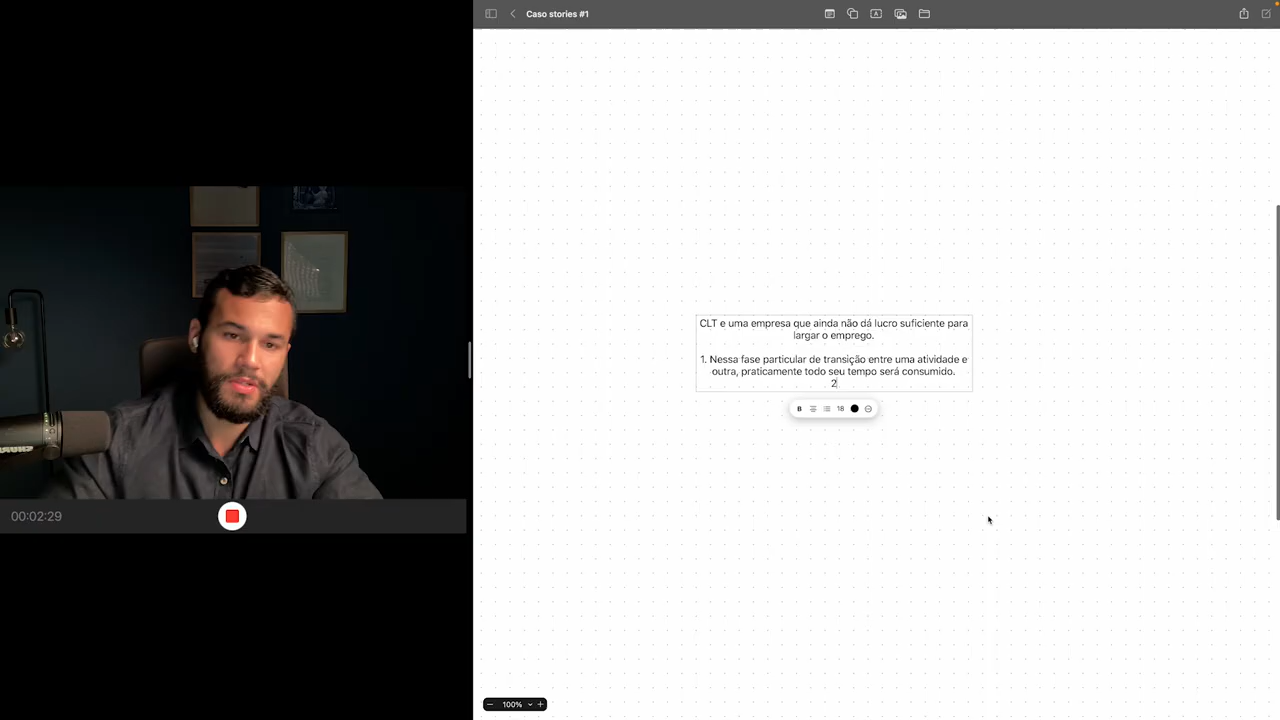 Caso stories #1
CLT e uma empresa que ainda não dá lucro suficiente para
largar o emprego.
1. Nessa fase particular de transição entre uma atividade e
outra, praticamente todo seu tempo será consumido.
2
B 18
00:02:29
100%